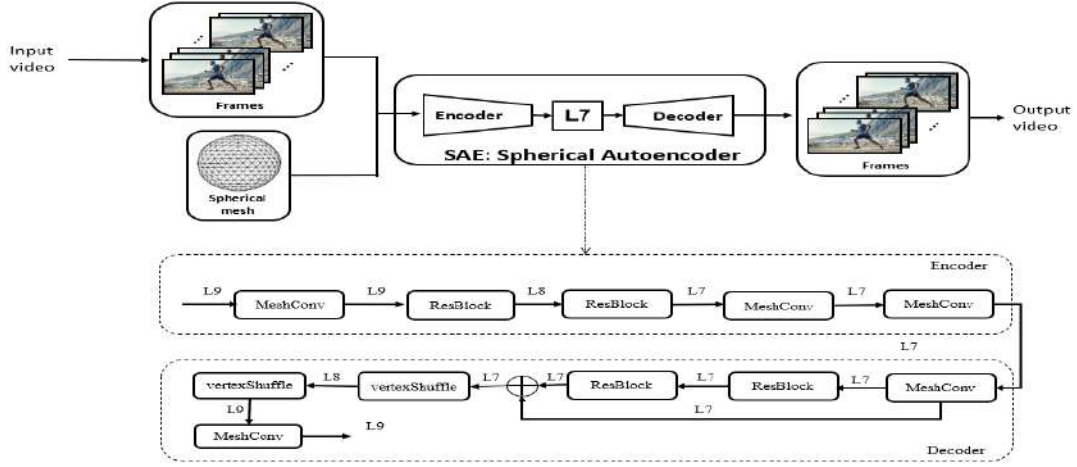 Input
video
Frames
Spherical
mesh
Encoder
L7
Decoder
SAE: Spherical Autoencoder
Frames
Output
video
Encoder
L9
MeshConv
L9
ResBlock
L8
ResBlock
L7
MeshConv
L7
MeshConv
L7
MeshConv
L7
ResBlock
L7
ResBlock
L7
L7
L7
vertexShuffle
L8
vertexShuffle
L9
MeshConv
L9
Decoder